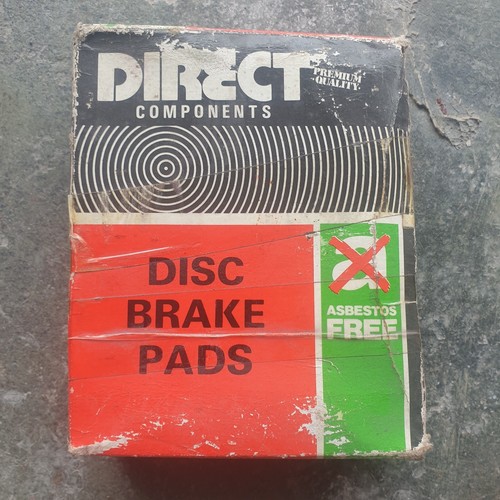 DIRECT
PREMIUM
QUALITY
COMPONENTS
a
ASBESTOS
FREE
DISC
BRAKE
PADS